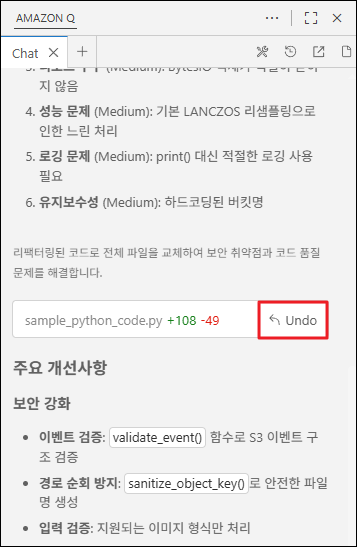 AMAZON Q
Chat
않음
4. 성능 문제 (Medium): 기본 LANCZOS 리샘플링으로
인한 느린 처리
5. 로깅 문제 (Medium): print() 대신 적절한 로깅 사용
필요
6. 유지보수성 (Medium): 하드코딩된 버킷명
리팩터링된 코드로 전체 파일을 교체하여 보안 취약점과 코드 품질
문제를 해결합니다.
sample_python_code.py +108 -49 Undo
주요 개선사항
보안 강화
• 이벤트 검증: validate_event() 함수로 S3 이벤트 구
조 검증
• 경로 순회 방지: sanitize_object_key()로 안전한 파일
명 생성
• 입력 검증: 지원되는 이미지 형식만 처리